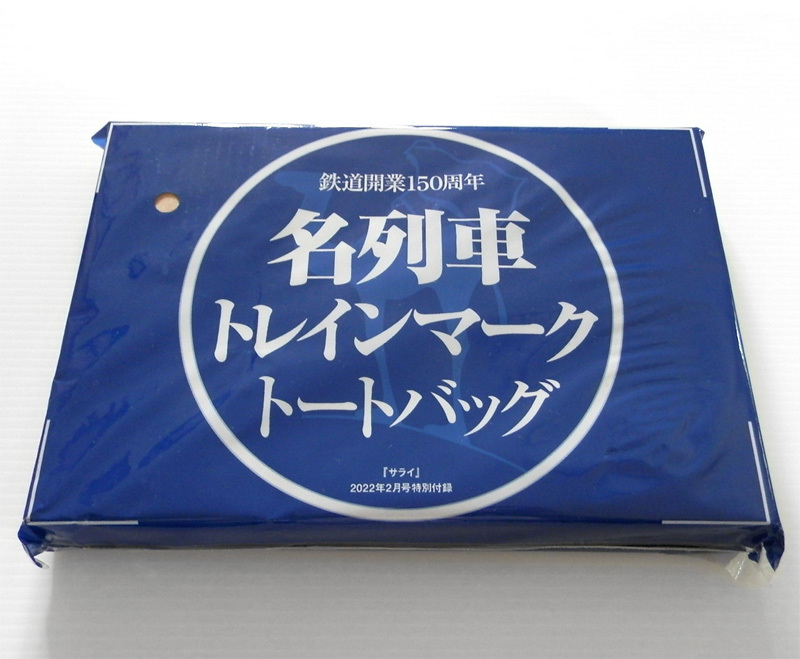 鉄道開業150周年
名列車
トレインマーク
トートバッグ
『サライ』
2022年2月号特別付録